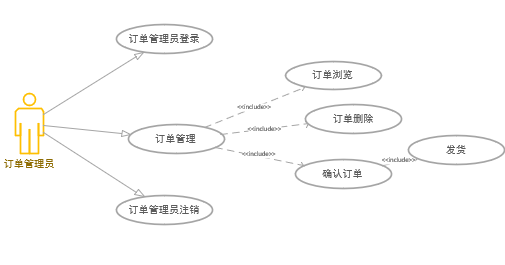 订单管理员登录
订单浏览
<<include>>
订单删除
<<include>>
订单管理
发货
<<include>>
<<include>>
订单管理员
确认订单
订单管理员注销